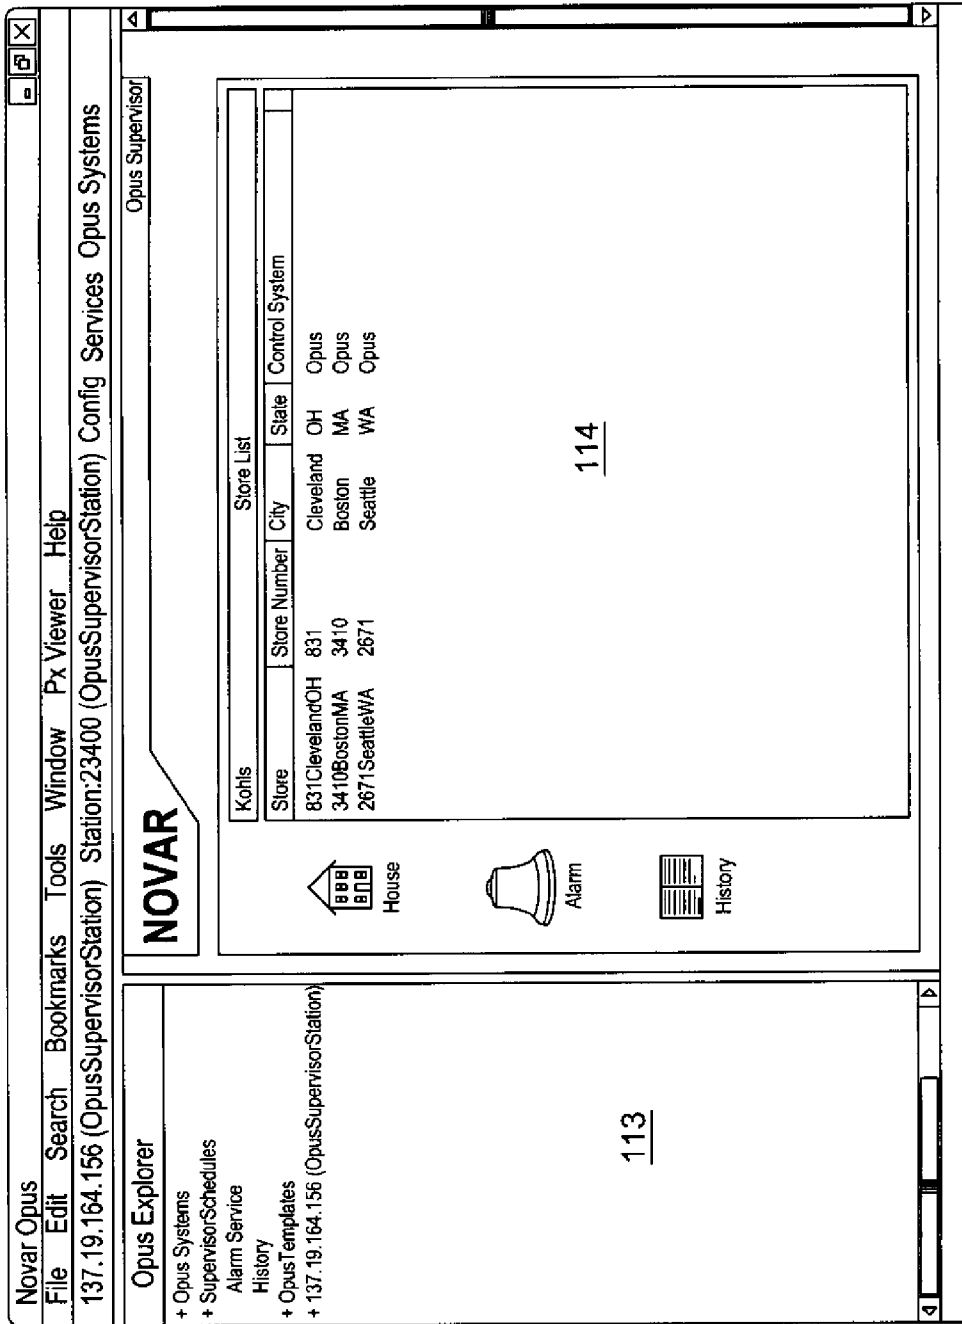 Novar Opus
File Edit Search Bookmarks Tools Window Px Viewer Help
137.19.164.156 (OpusSupervisorStation) Station:23400 (OpusSupervisorStation) Config Services Opus Systems
Opus Explorer
+ Opus Systems
+ SupervisorSchedules
Alarm Service
History
+ OpusTemplates
+ 137.19.164.156 (OpusSupervisorStation)
113
NOVAR
Opus Supervisor
House
Alarm
History
Kohls Store List
Store Store Number City State Control System
831ClevelandOH 831 Cleveland OH Opus
3410BostonMA 3410 Boston MA Opus
2671SeattleWA 2671 Seattle WA Opus
114